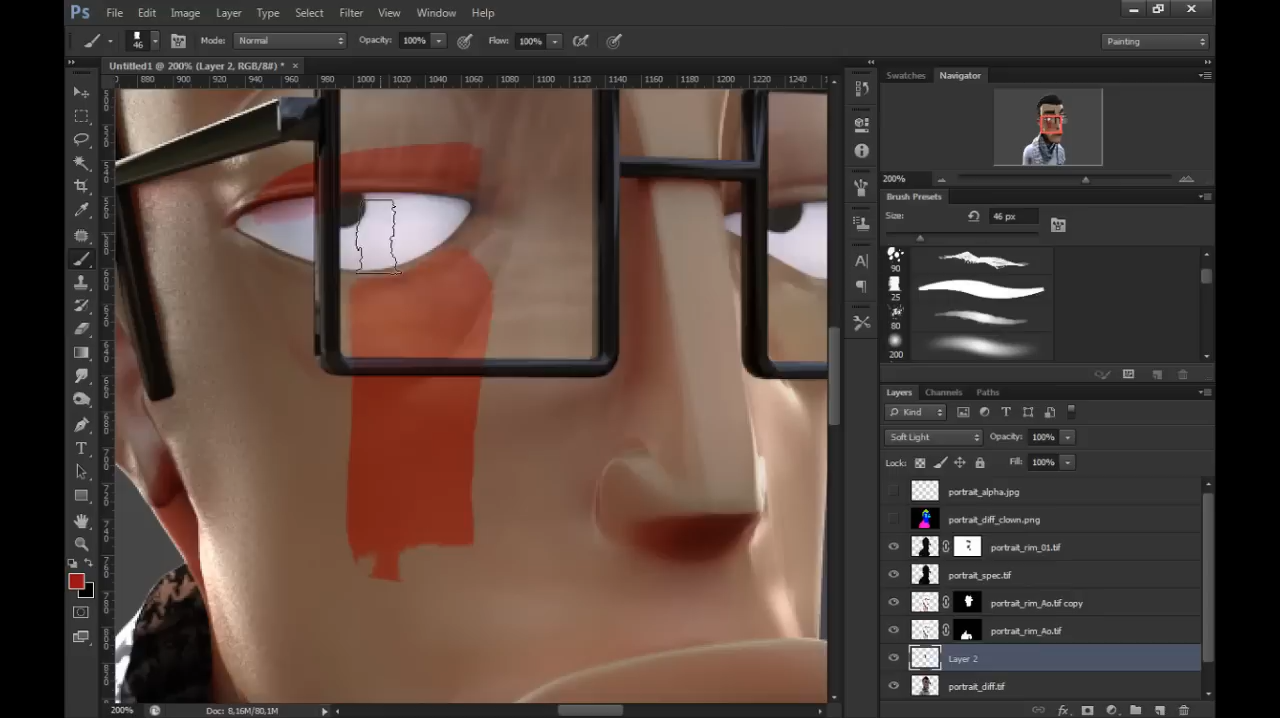 Ps File Edit Image Layer Type Select Filter View Window Help
46 Mode: Normal Opacity: 100% Flow: 100% Painting
Untitled1 @ 200% (Layer 2, RGB/8#) * ×
880 900 920 940 960 980 1000 1020 1040 1060 1080 1100 1120 1140 1160 1180 1200 1220 1240
Swatches Navigator
200%
Brush Presets
Size: 46 px
90
25
80
200
Layers Channels Paths
Kind
Soft Light Opacity: 100%
Lock: Fill: 100%
portrait_alpha.jpg
portrait_diff_clown.png
portrait_rim_01.tif
portrait_spec.tif
portrait_rim_Ao.tif copy
portrait_rim_Ao.tif
Layer 2
portrait_diff.tif
200% Doc: 8,16M/80,1M